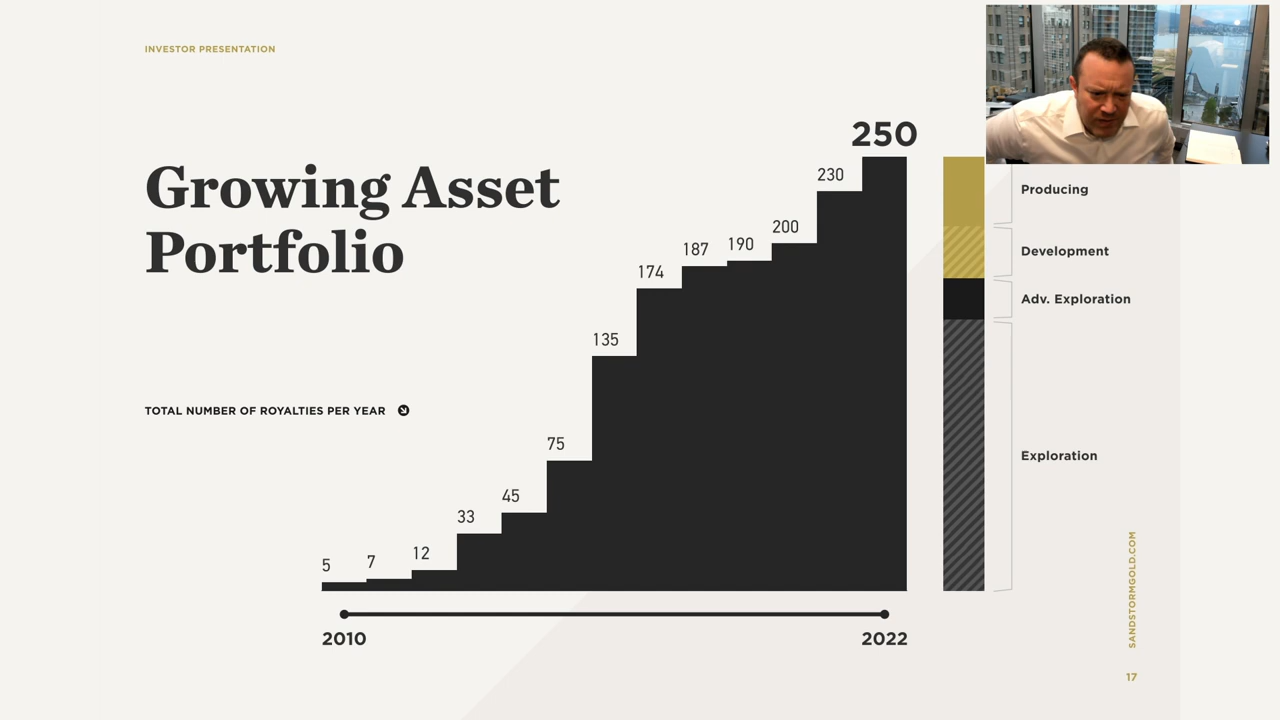 INVESTOR PRESENTATION
Growing Asset
Portfolio
TOTAL NUMBER OF ROYALTIES PER YEAR
5
7
12
33
45
75
135
174
187
190
200
230
250
2010
2022
Producing
Development
Adv. Exploration
Exploration
SANDSTORMGOLD.COM
17